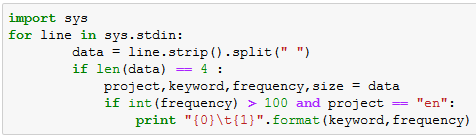 import sys
for line in sys.stdin:
        data = line.strip().split(" ")
        if len(data) == 4 :
            project,keyword,frequency,size = data
            if int(frequency) > 100 and project == "en":
                print "{0}\t{1}".format(keyword,frequency)